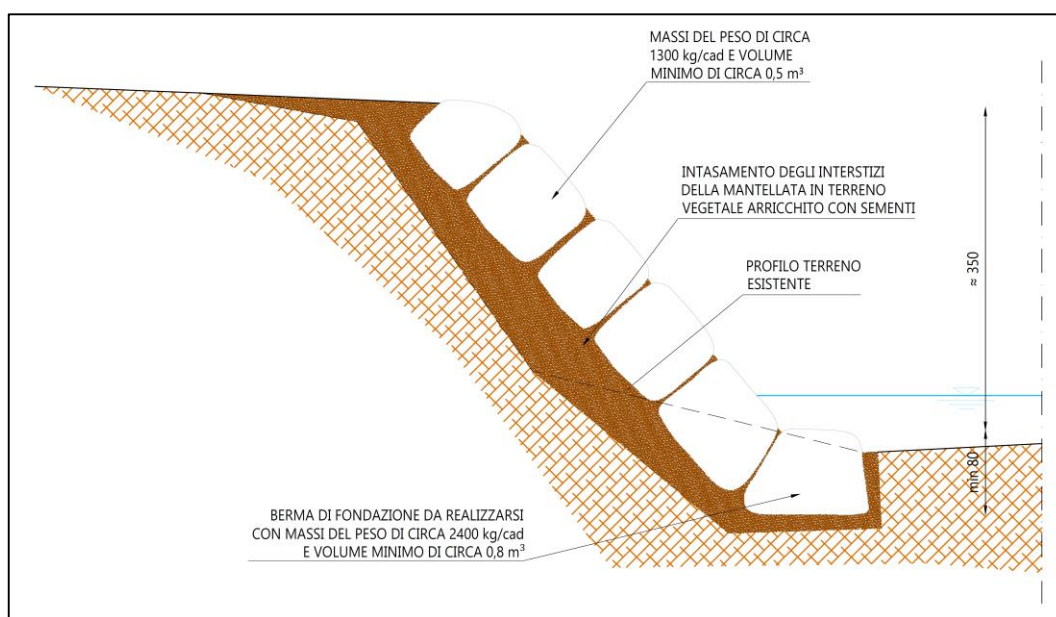 MASSI DEL PESO DI CIRCA
1300 kg/cad E VOLUME
MINIMO DI CIRCA 0,5 m³
INTASAMENTO DEGLI INTERSTIZI
DELLA MANTELLATA IN TERRENO
VEGETALE ARRICCHITO CON SEMENTI
PROFILO TERRENO
ESISTENTE
≈ 350
min 80
BERMA DI FONDAZIONE DA REALIZZARSI
CON MASSI DEL PESO DI CIRCA 2400 kg/cad
E VOLUME MINIMO DI CIRCA 0,8 m³